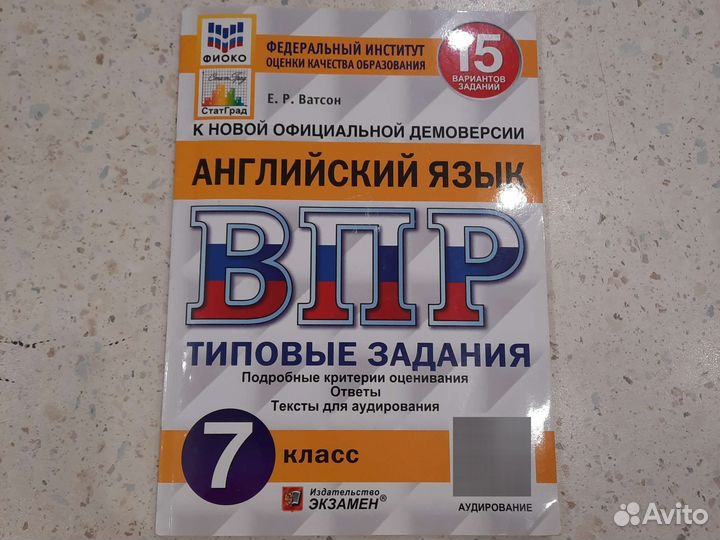 ФИОКО
ФЕДЕРАЛЬНЫЙ ИНСТИТУТ
ОЦЕНКИ КАЧЕСТВА ОБРАЗОВАНИЯ
15
ВАРИАНТОВ
ЗАДАНИЙ
СтатГрад
Е. Р. Ватсон
К НОВОЙ ОФИЦИАЛЬНОЙ ДЕМОВЕРСИИ
АНГЛИЙСКИЙ ЯЗЫК
ВПР
ТИПОВЫЕ ЗАДАНИЯ
Подробные критерии оценивания
Ответы
Тексты для аудирования
7 КЛАСС
Издательство
ЭКЗАМЕН®
АУДИРОВАНИЕ
Avito